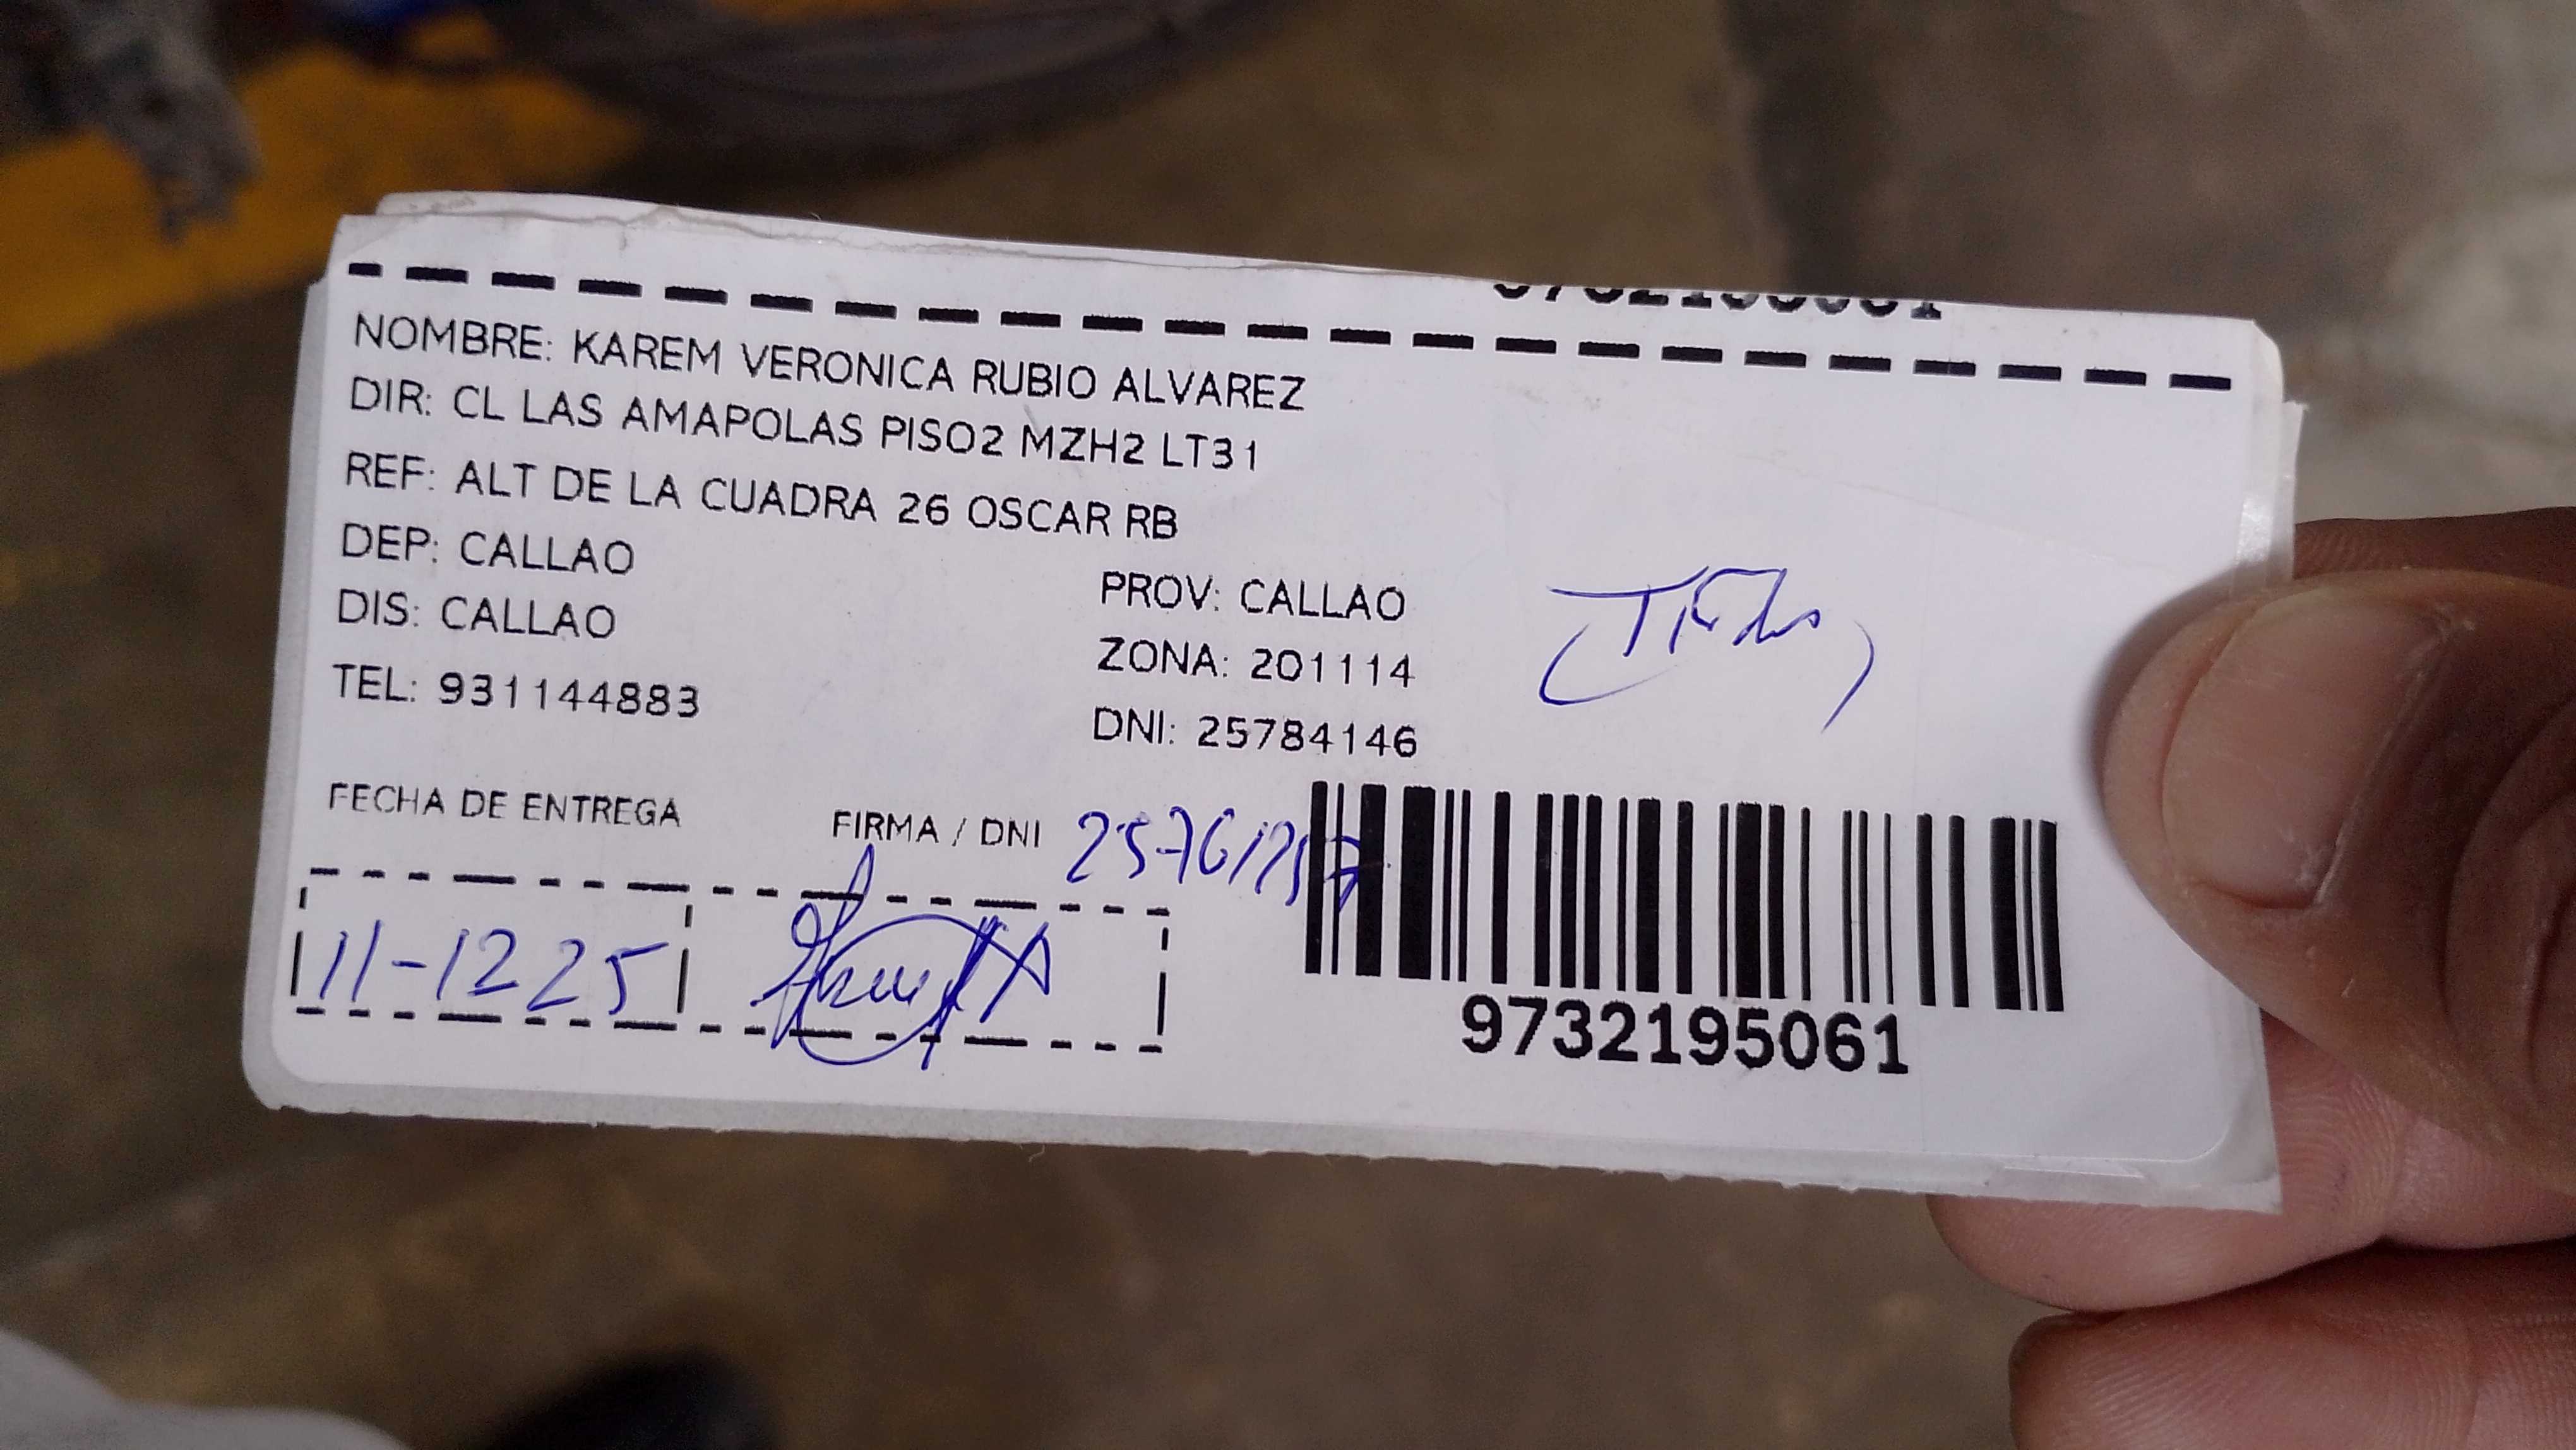 NOMBRE: KAREM VERONICA RUBIO ALVAREZ
DIR: CL LAS AMAPOLAS PISO2 MZH2 LT31
REF: ALT DE LA CUADRA 26 OSCAR RB
DEP: CALLAO
PROV: CALLAO
DIS: CALLAO
ZONA: 201114
TEL: 931144883
DNI: 25784146
FECHA DE ENTREGA
FIRMA / DNI
11-12 25
9732195061